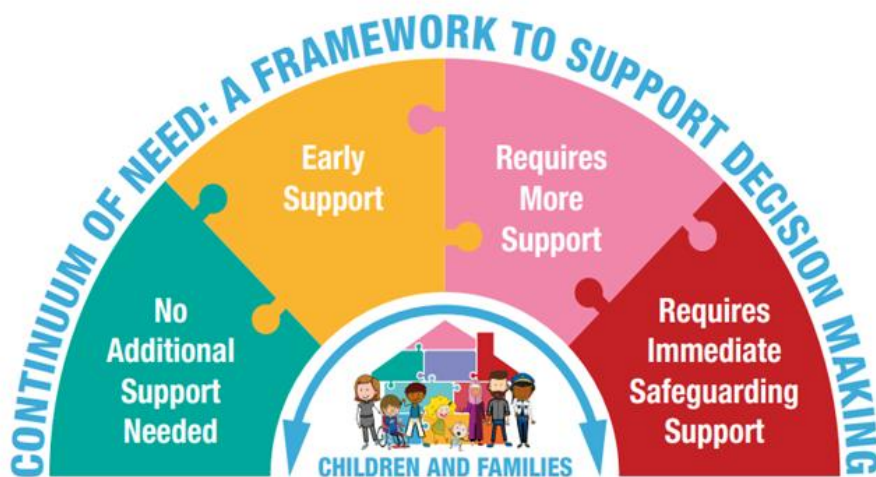 CONTINUUM OF NEED: A FRAMEWORK TO SUPPORT DECISION MAKING
No
Additional
Support
Needed
Early
Support
Requires
More
Support
Requires
Immediate
Safeguarding
Support
CHILDREN AND FAMILIES